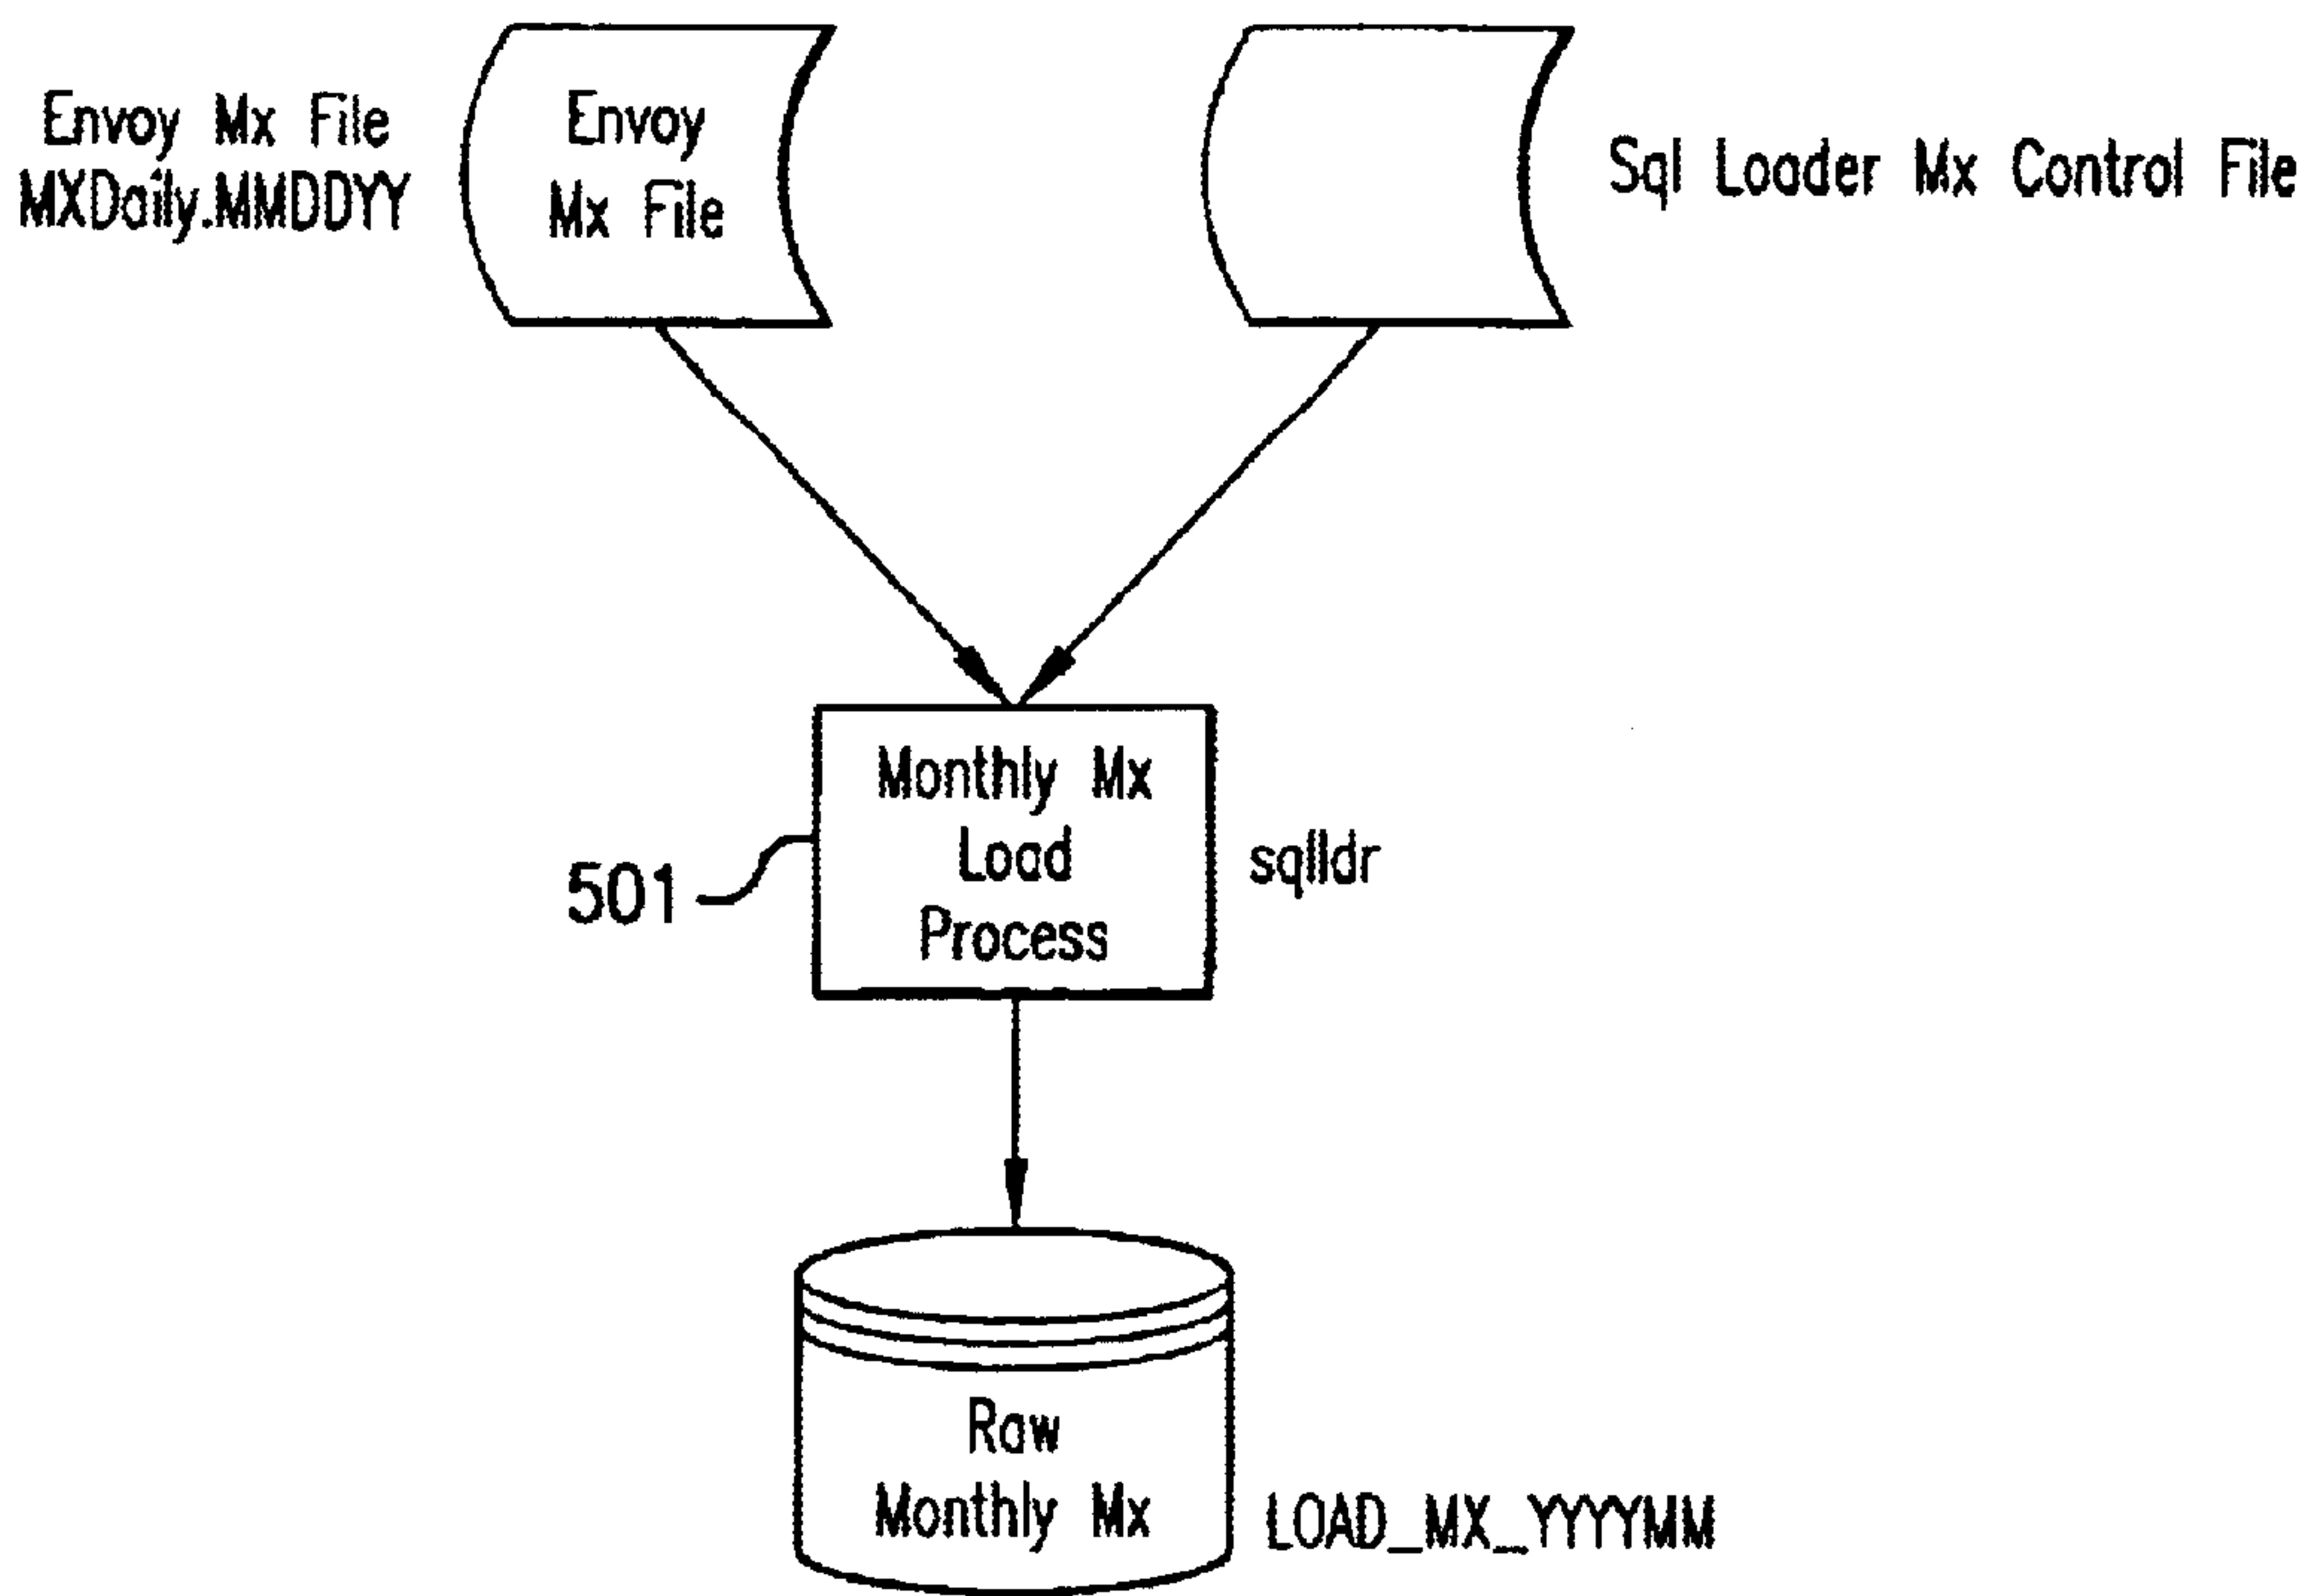 Envoy Mx File
MXDaily.MMDDYY
Envoy
Mx File
Sql Loader Mx Control File
Monthly Mx
Load
Process
501
sqlldr
Raw
Monthly Mx
LOAD_MX_YYYYMM